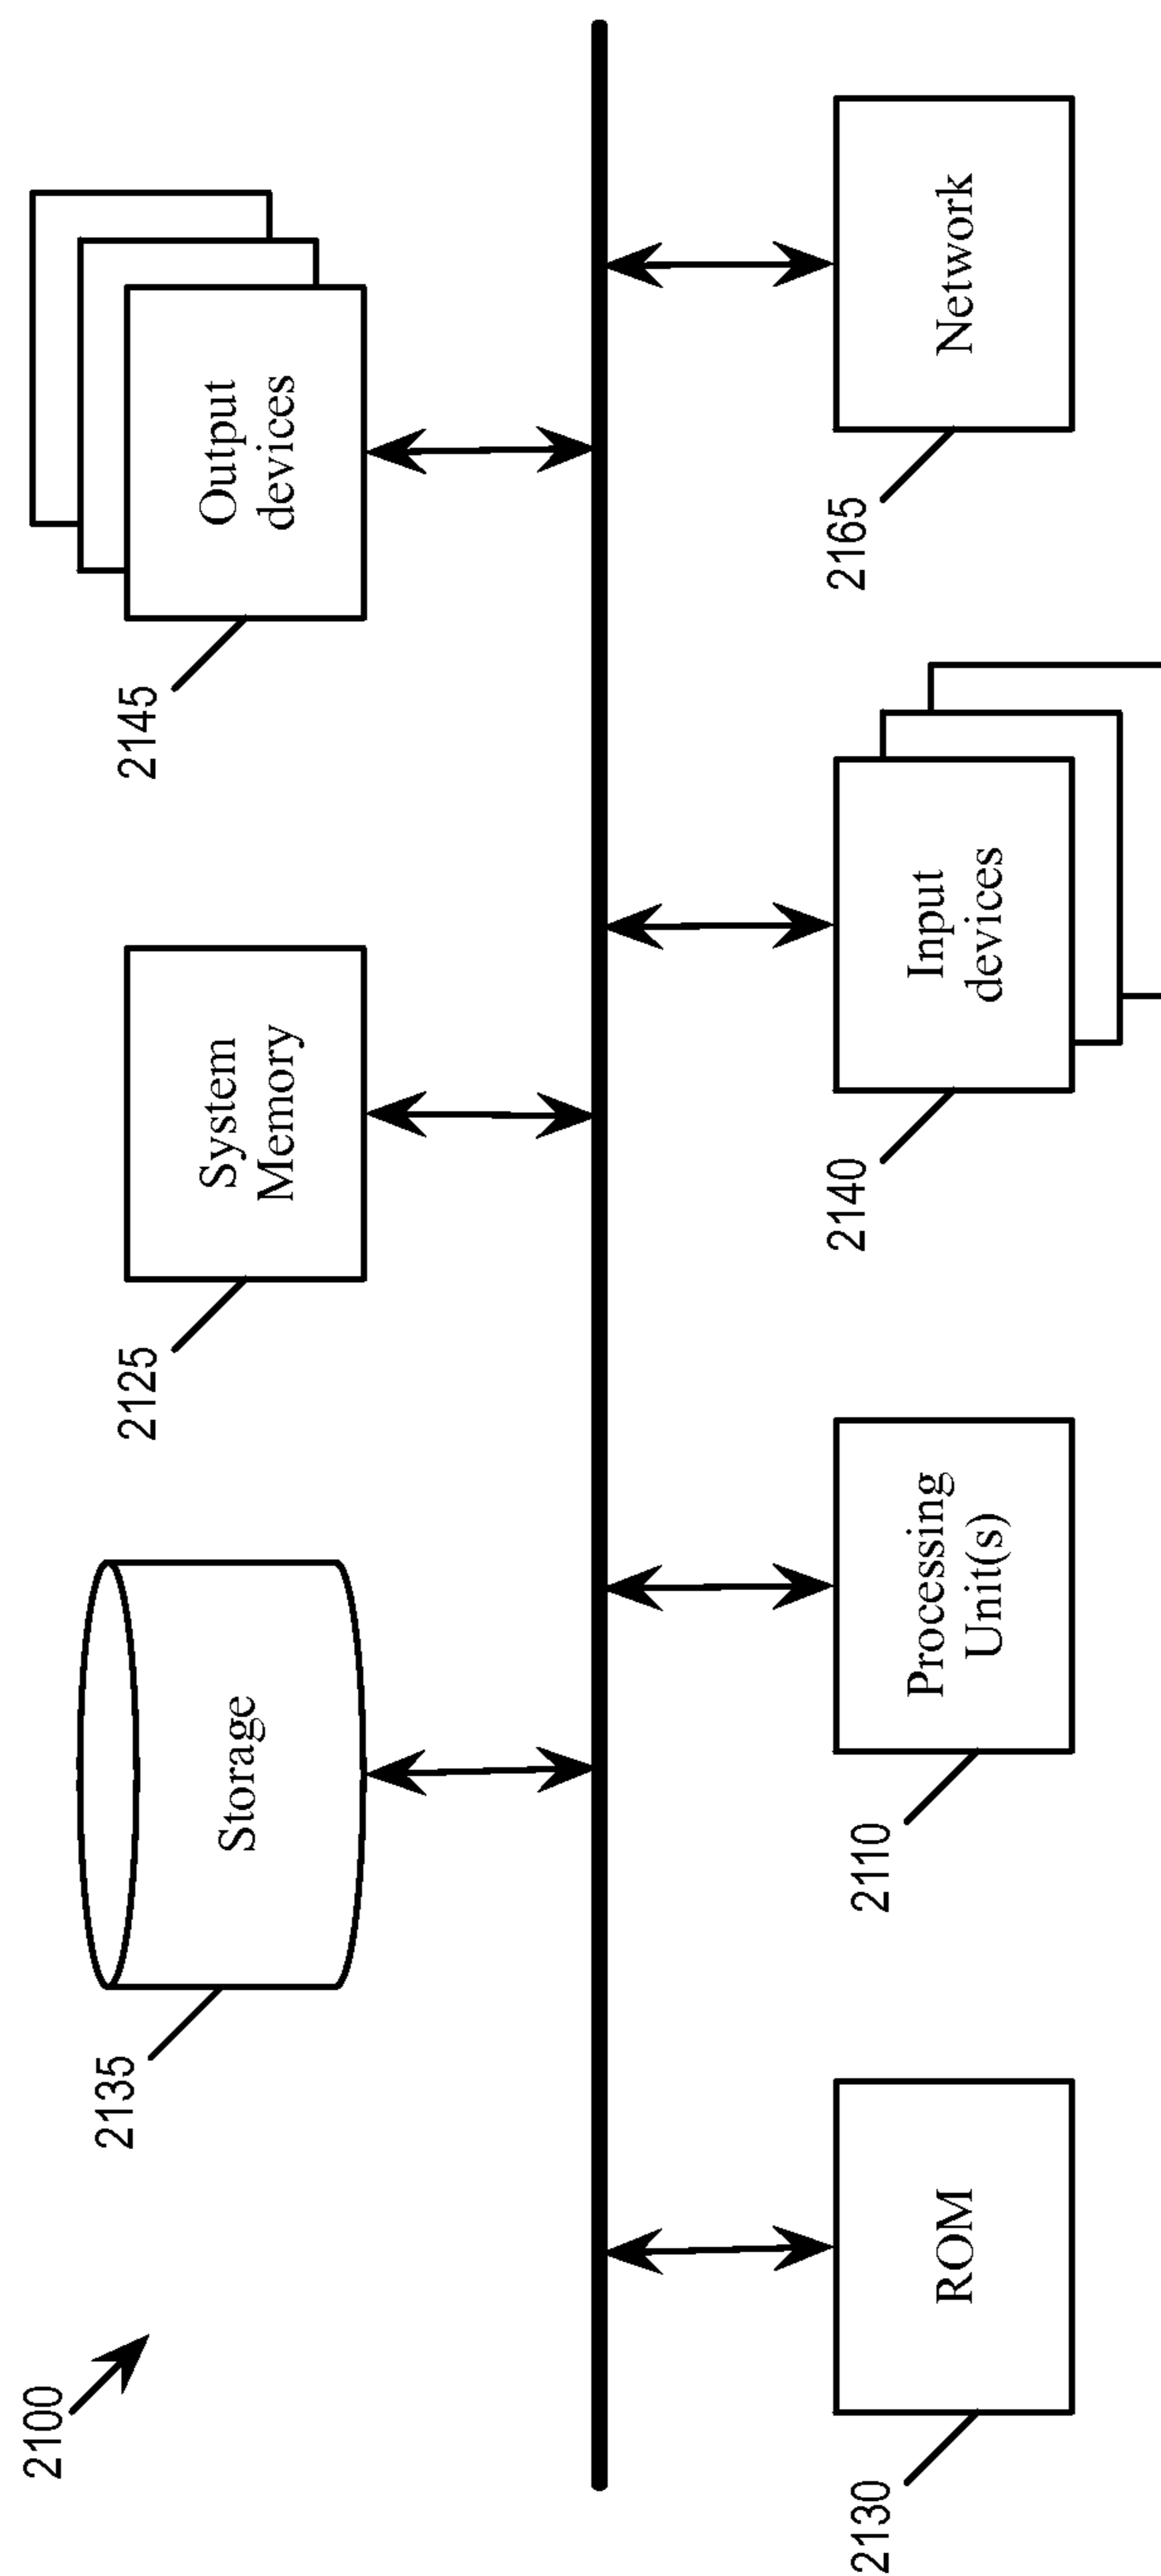 2100
2135
Storage
2125
System
Memory
2145
Output
devices
2130
ROM
2110
Processing
Unit(s)
2140
Input
devices
2165
Network